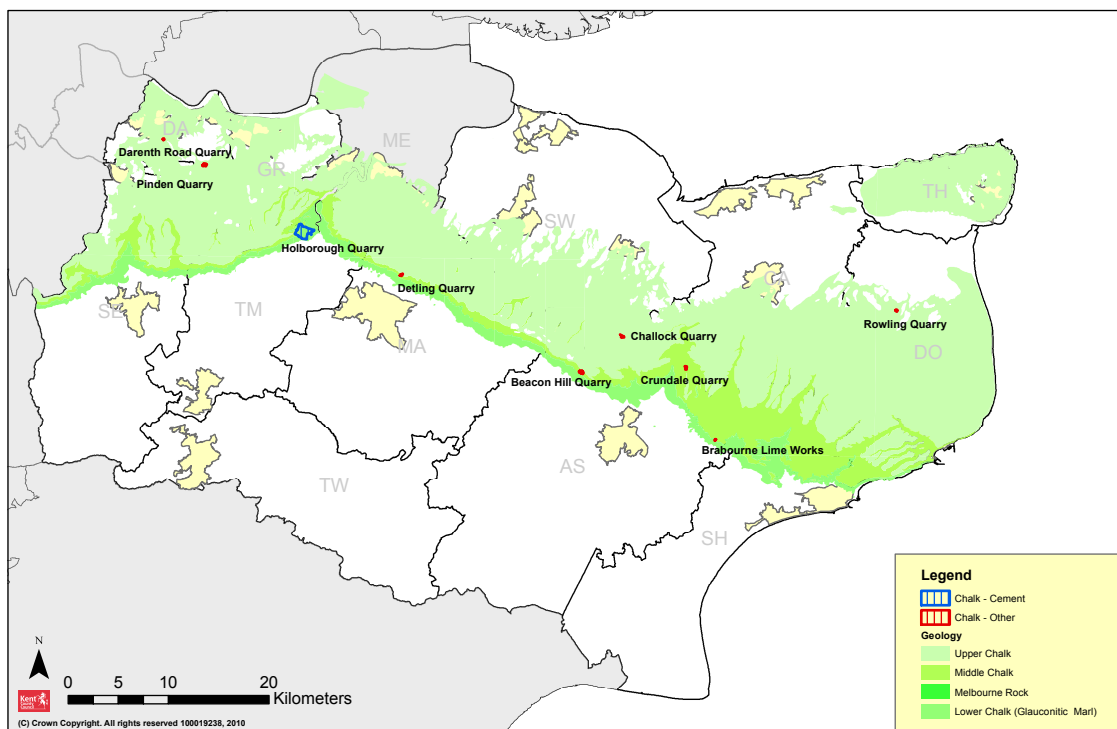 DA
ME
Darenth Road Quarry
GR
Pinden Quarry
TH
SW
Holborough Quarry
CA
Detling Quarry
SE
TM
Rowling Quarry
Challock Quarry
MA
DO
Beacon Hill Quarry
Crundale Quarry
Brabourne Lime Works
AS
TW
SH
Legend
Chalk - Cement
Chalk - Other
Geology
Upper Chalk
Middle Chalk
Melbourne Rock
Lower Chalk (Glauconitic Marl)
N
0 5 10 20
Kilometers
Kent
County
Council
(C) Crown Copyright. All rights reserved 100019238, 2010